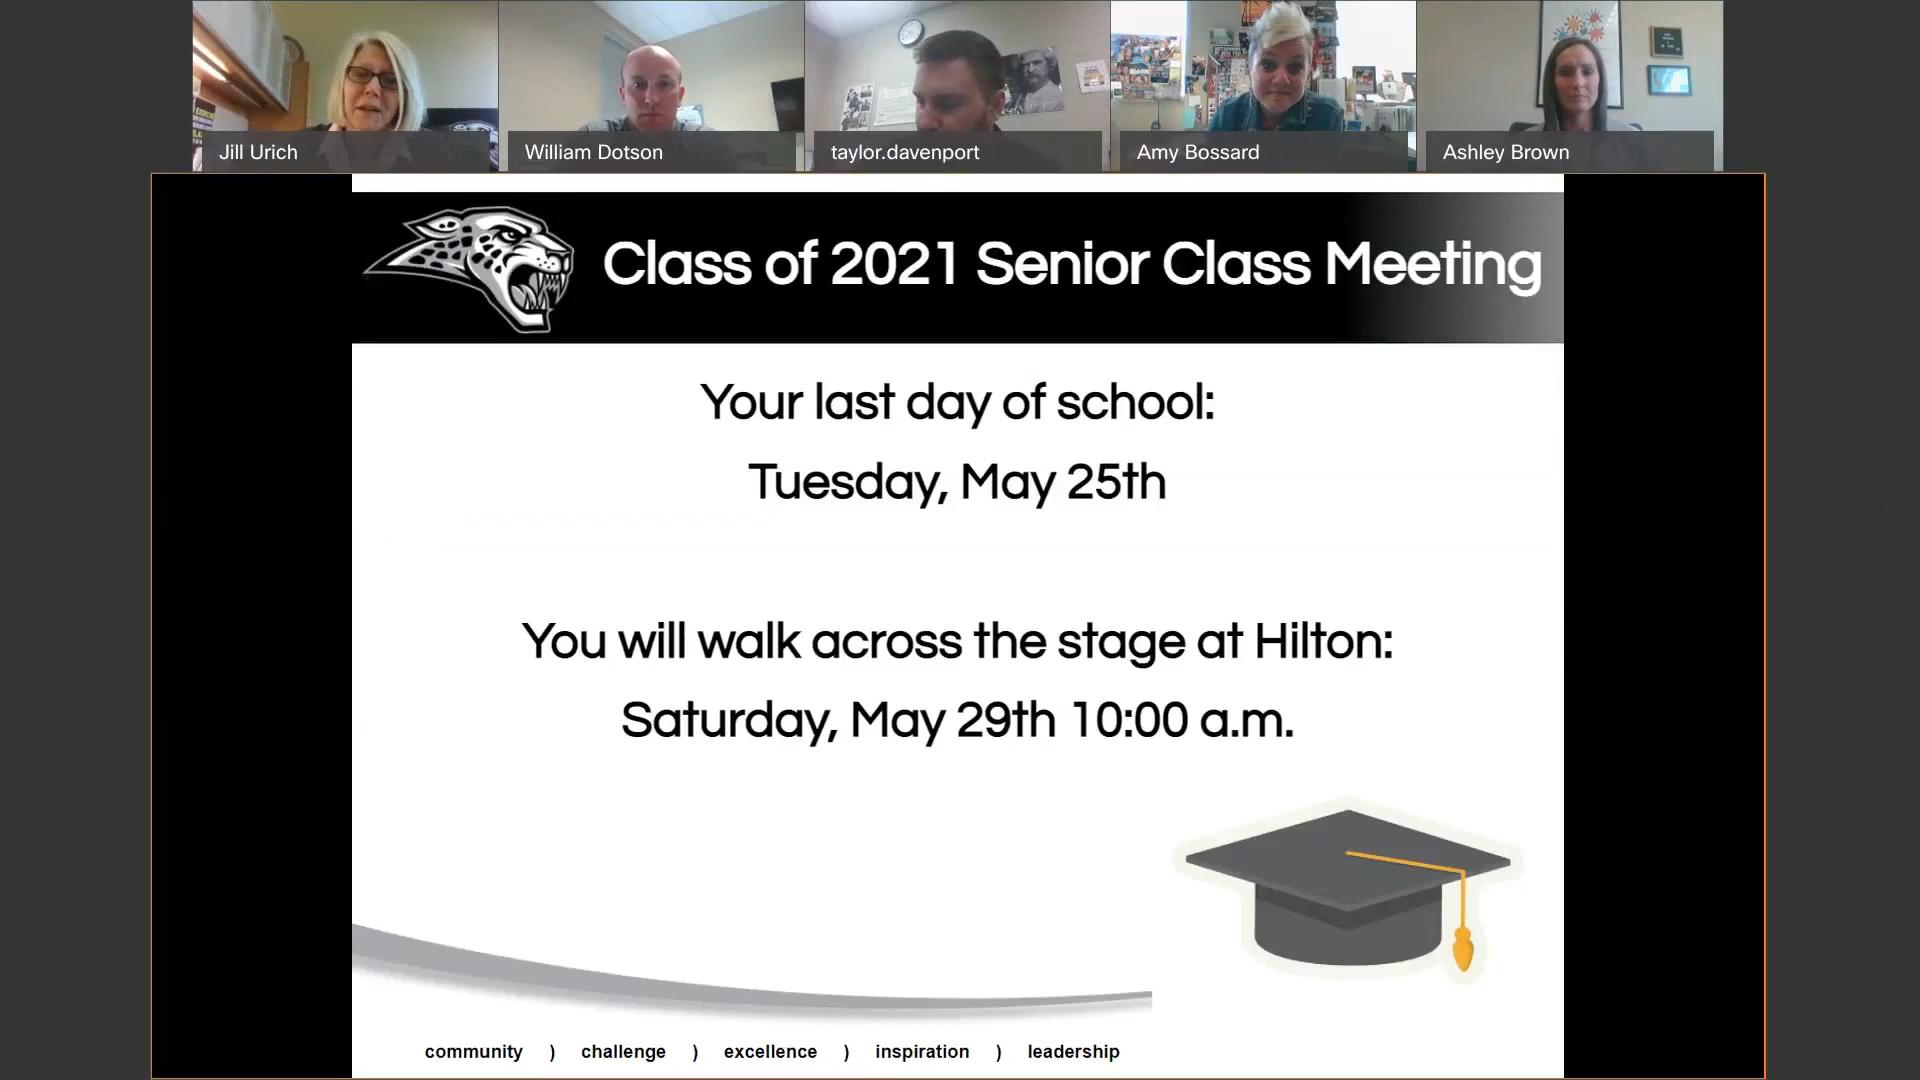 Jill Urich
William Dotson
taylor.davenport
Amy Bossard
Ashley Brown
Class of 2021 Senior Class Meeting
Your last day of school:
Tuesday, May 25th
You will walk across the stage at Hilton:
Saturday, May 29th 10:00 a.m.
community ) challenge ) excellence ) inspiration ) leadership